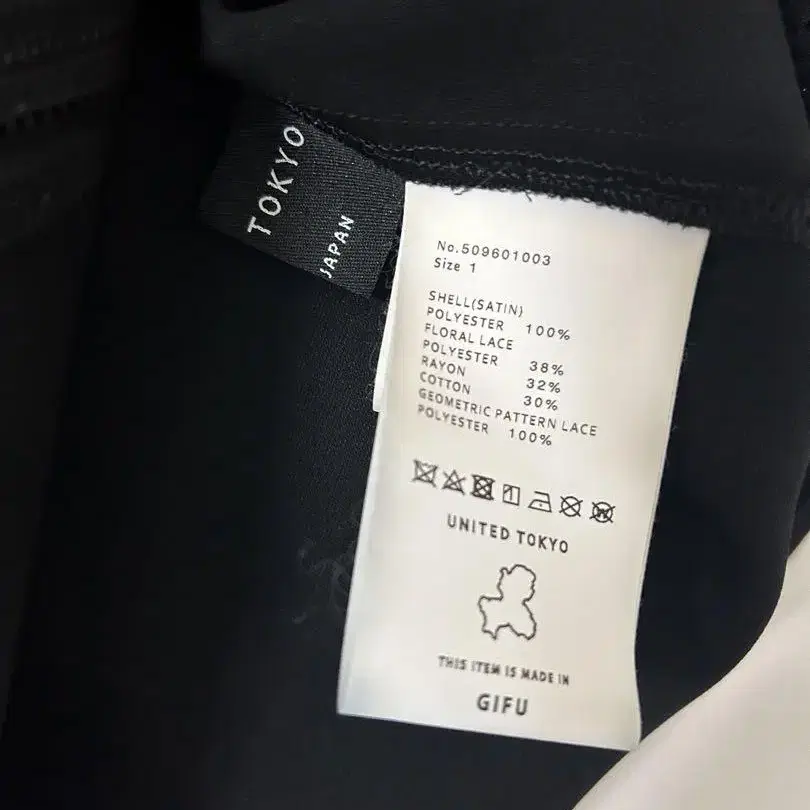 TOKYO
JAPAN
No.509601003
Size 1
SHELL(SATIN)
POLYESTER 100%
FLORAL LACE
POLYESTER 38%
RAYON 32%
COTTON 30%
GEOMETRIC PATTERN LACE
POLYESTER 100%
UNITED TOKYO
THIS ITEM IS MADE IN
GIFU